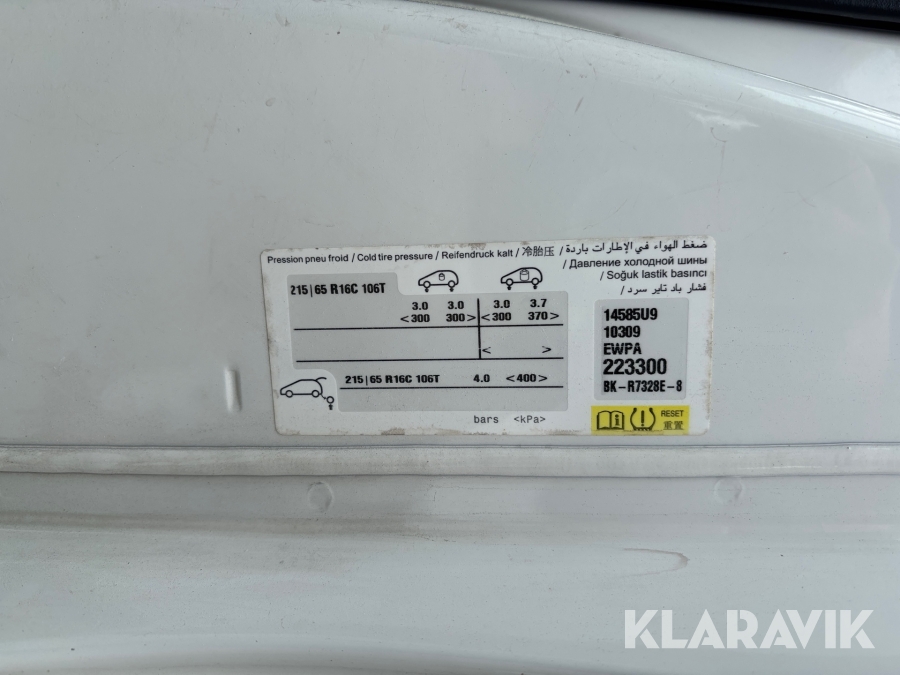 Pression pneu froid / Cold tire pressure / Reifendruck kalt / 冷胎压 / ضغط الهواء في الإطارات باردة
/ Давление холодной шины
/ Soğuk lastik basıncı
/ فشار باد تایر سرد
215|65 R16C 106T
3.0 3.0 3.0 3.7
<300 300> <300 370>
< >
215|65 R16C 106T 4.0 <400>
bars <kPa>
14585U9
10309
EWPA
223300
BK-R7328E-8
RESET
重置
KLARAVIK